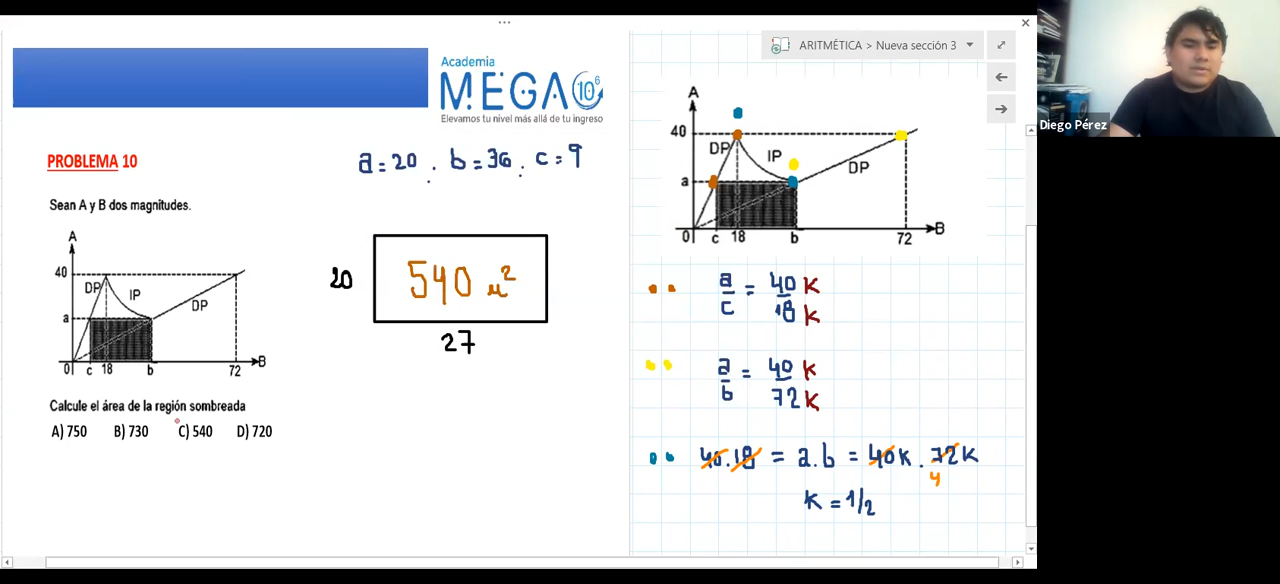 Academia
MEGA 10⁶
Elevamos tu nivel más allá de tu ingreso
PROBLEMA 10
a = 20 . b = 36 . c = 9
Sean A y B dos magnitudes.
A
40
DP
IP
DP
a
0 c 18 b 72 B
20
540 u²
27
Calcule el área de la región sombreada
A) 750 B) 730 C) 540 D) 720
ARITMÉTICA > Nueva sección 3
A
40
DP
IP
DP
a
0 c 18 b 72 B
a/c = 40 K/18 K
a/b = 40 K/72 K
40.18 = a.b = 40K . 72K
4
K = 1/2
Diego Pérez